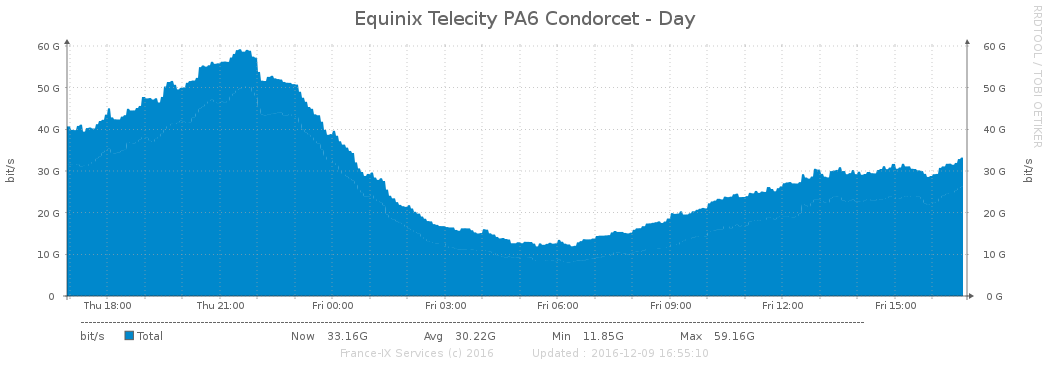 Equinix Telecity PA6 Condorcet - Day
RRDTOOL / TOBI OETIKER
60 G 60 G
50 G 50 G
40 G 40 G
30 G 30 G
20 G 20 G
10 G 10 G
0 0 G
bit/s bit/s
Thu 18:00 Thu 21:00 Fri 00:00 Fri 03:00 Fri 06:00 Fri 09:00 Fri 12:00 Fri 15:00
bit/s Total Now 33.16G Avg 30.22G Min 11.85G Max 59.16G
France-IX Services (c) 2016 Updated : 2016-12-09 16:55:10